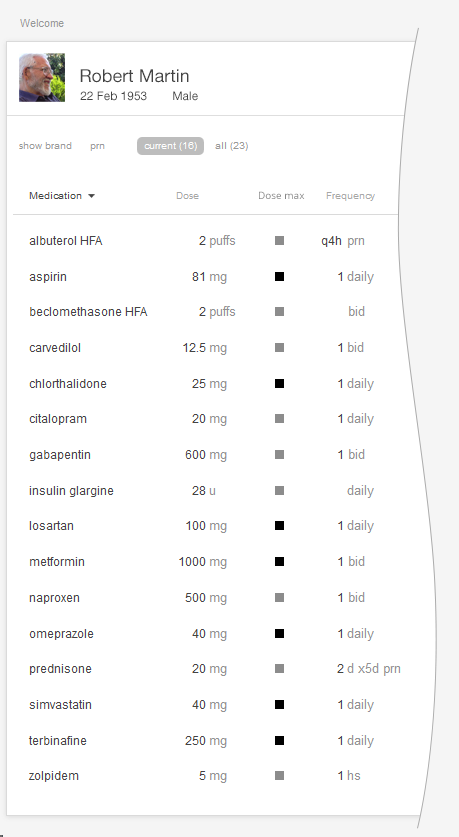 Welcome
Robert Martin
22 Feb 1953 Male
show brand prn current (16) all (23)
Medication Dose Dose max Frequency
albuterol HFA 2 puffs q4h prn
aspirin 81 mg 1 daily
beclomethasone HFA 2 puffs bid
carvedilol 12.5 mg 1 bid
chlorthalidone 25 mg 1 daily
citalopram 20 mg 1 daily
gabapentin 600 mg 1 bid
insulin glargine 28 u daily
losartan 100 mg 1 daily
metformin 1000 mg 1 bid
naproxen 500 mg 1 bid
omeprazole 40 mg 1 daily
prednisone 20 mg 2 d x5d prn
simvastatin 40 mg 1 daily
terbinafine 250 mg 1 daily
zolpidem 5 mg 1 hs